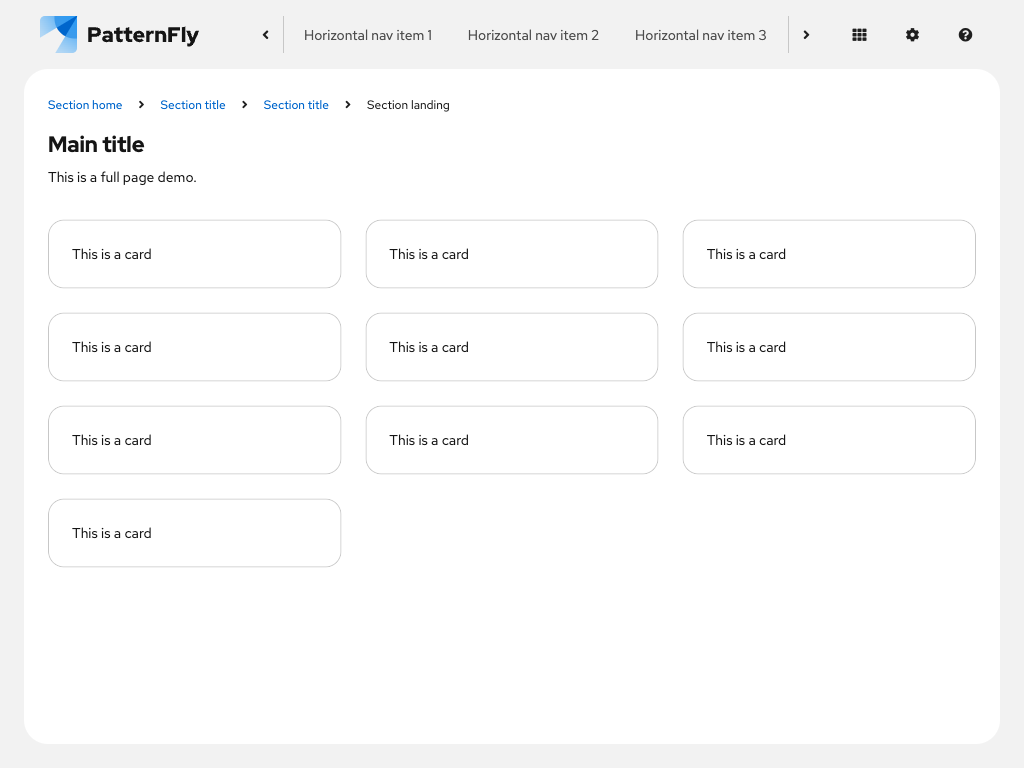 PatternFly
Horizontal nav item 1 Horizontal nav item 2 Horizontal nav item 3
Section home Section title Section title Section landing
Main title
This is a full page demo.
This is a card This is a card This is a card
This is a card This is a card This is a card
This is a card This is a card This is a card
This is a card